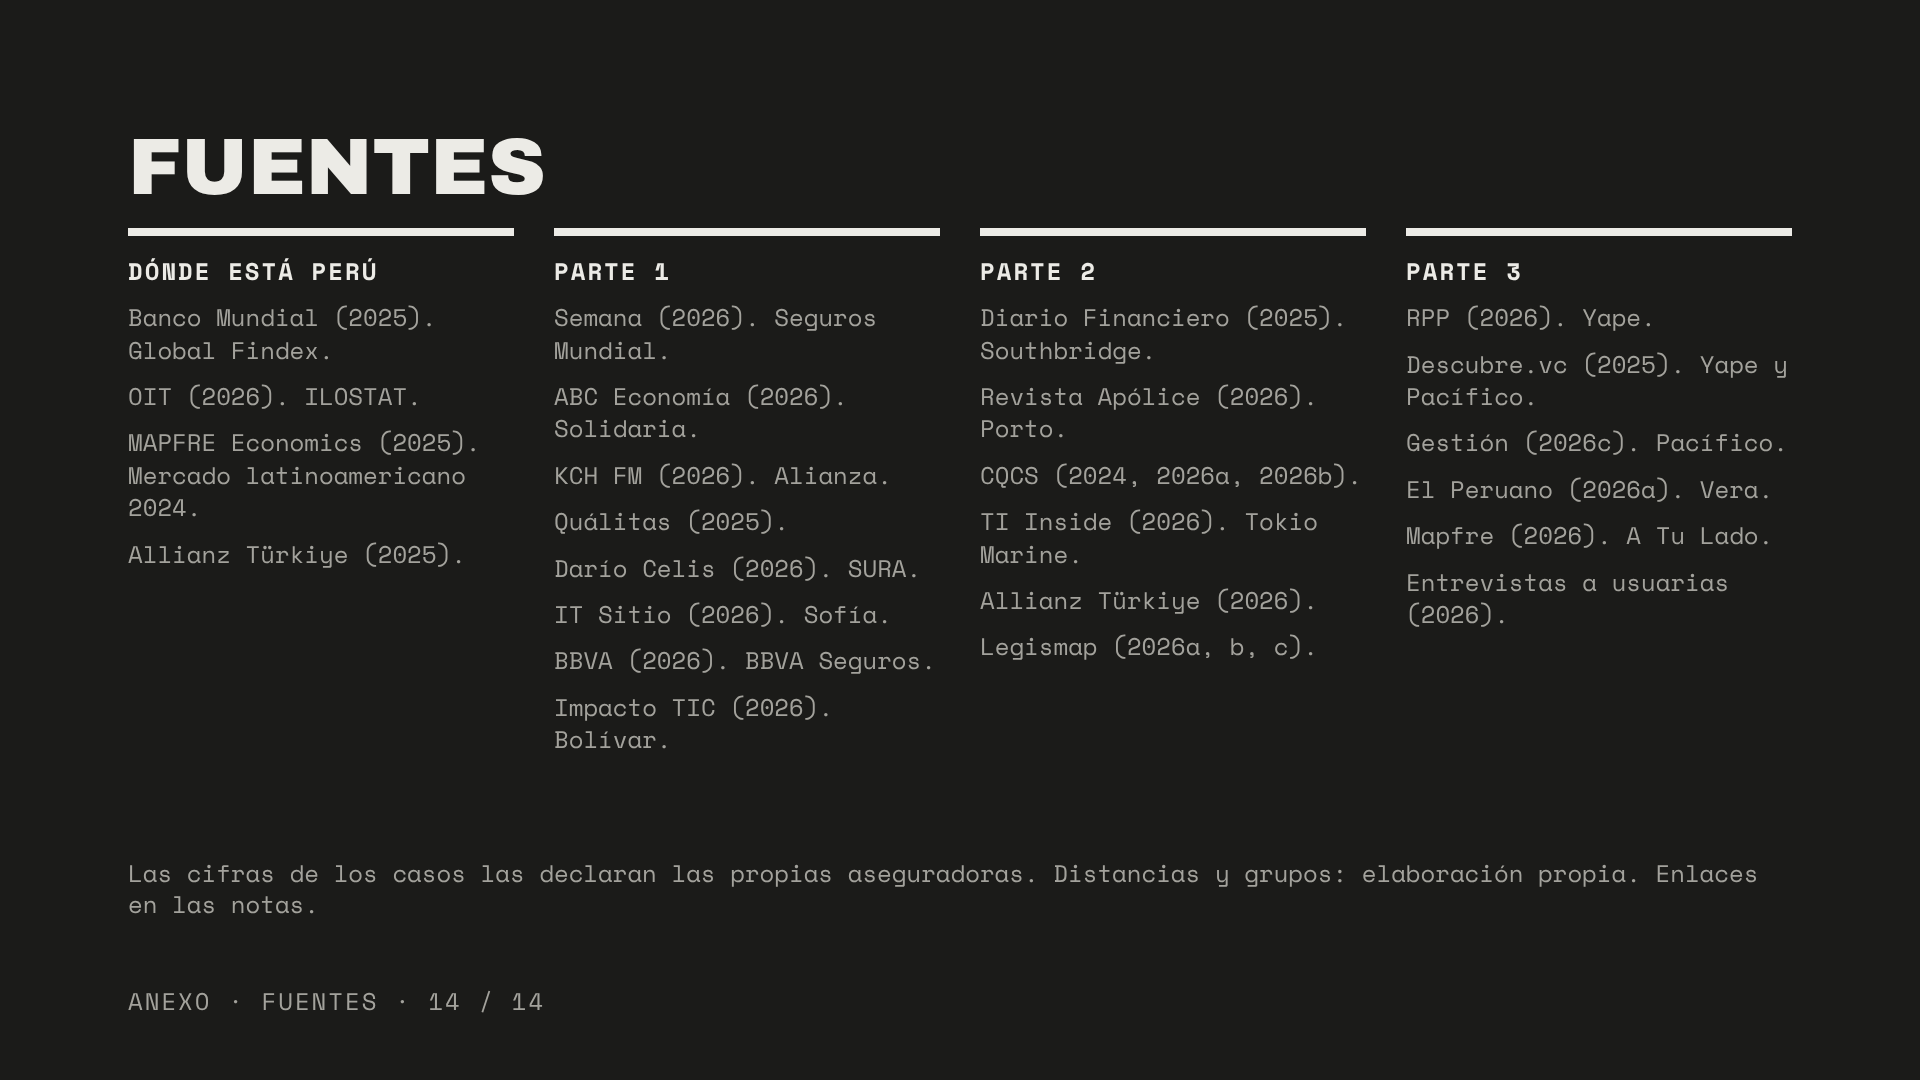 FUENTES
DÓNDE ESTÁ PERÚ
Banco Mundial (2025).
Global Findex.
OIT (2026). ILOSTAT.
MAPFRE Economics (2025).
Mercado latinoamericano
2024.
Allianz Türkiye (2025).
PARTE 1
Semana (2026). Seguros
Mundial.
ABC Economía (2026).
Solidaria.
KCH FM (2026). Alianza.
Quálitas (2025).
Darío Celis (2026). SURA.
IT Sitio (2026). Sofía.
BBVA (2026). BBVA Seguros.
Impacto TIC (2026).
Bolívar.
PARTE 2
Diario Financiero (2025).
Southbridge.
Revista Apólice (2026).
Porto.
CQCS (2024, 2026a, 2026b).
TI Inside (2026). Tokio
Marine.
Allianz Türkiye (2026).
Legismap (2026a, b, c).
PARTE 3
RPP (2026). Yape.
Descubre.vc (2025). Yape y
Pacífico.
Gestión (2026c). Pacífico.
El Peruano (2026a). Vera.
Mapfre (2026). A Tu Lado.
Entrevistas a usuarias
(2026).
Las cifras de los casos las declaran las propias aseguradoras. Distancias y grupos: elaboración propia. Enlaces
en las notas.
ANEXO · FUENTES · 14 / 14